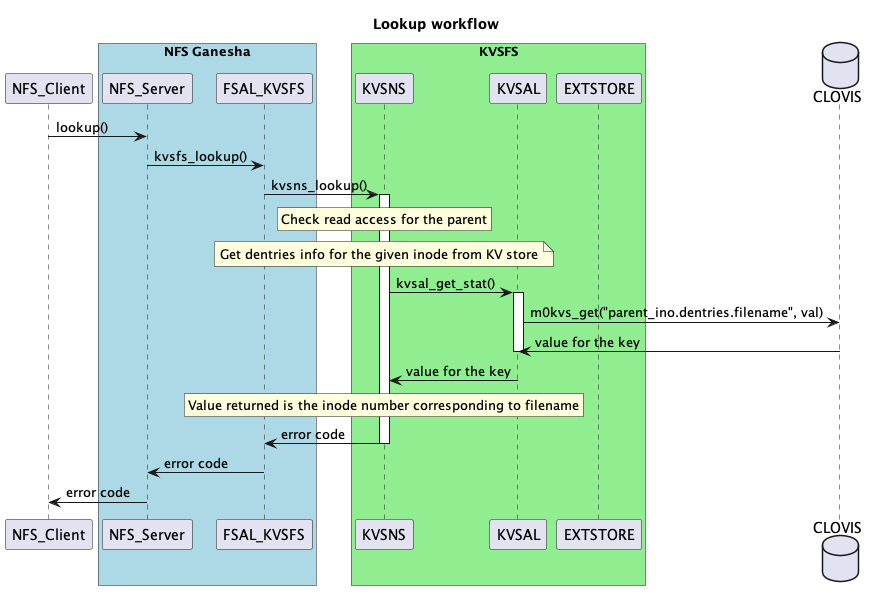 Lookup workflow
NFS Ganesha
KVSFS
NFS_Client
NFS_Server
FSAL_KVSFS
KVSNS
KVSAL
EXTSTORE
CLOVIS
lookup()
kvsfs_lookup()
kvsns_lookup()
Check read access for the parent
Get dentries info for the given inode from KV store
kvsal_get_stat()
m0kvs_get("parent_ino.dentries.filename", val)
value for the key
value for the key
Value returned is the inode number corresponding to filename
error code
error code
error code
NFS_Client
NFS_Server
FSAL_KVSFS
KVSNS
KVSAL
EXTSTORE
CLOVIS